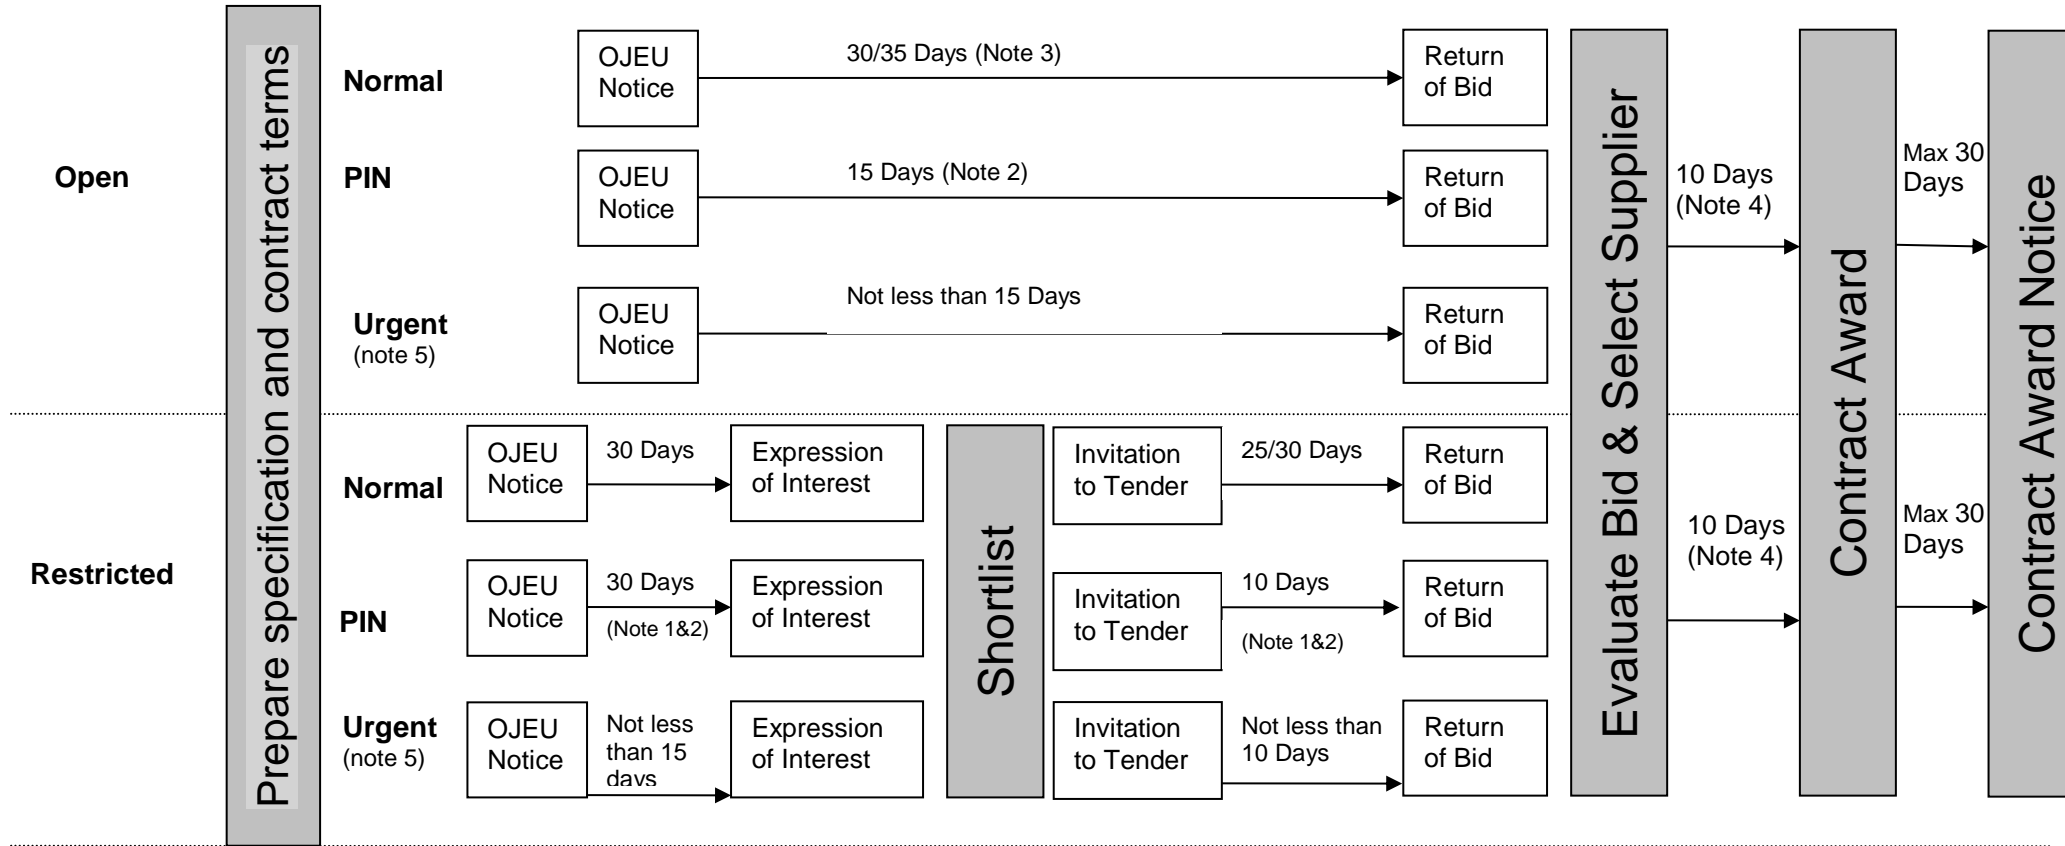 Prepare specification and contract terms
Open
Normal
OJEU
Notice
30/35 Days (Note 3)
Return
of Bid
PIN
OJEU
Notice
15 Days (Note 2)
Return
of Bid
Urgent
(note 5)
OJEU
Notice
Not less than 15 Days
Return
of Bid
Evaluate Bid & Select Supplier
10 Days
(Note 4)
Contract Award
Max 30
Days
Contract Award Notice
Restricted
Normal
OJEU
Notice
30 Days
Expression
of Interest
Shortlist
Invitation
to Tender
25/30 Days
Return
of Bid
PIN
OJEU
Notice
30 Days
(Note 1&2)
Expression
of Interest
Invitation
to Tender
10 Days
(Note 1&2)
Return
of Bid
Urgent
(note 5)
OJEU
Notice
Not less
than 15
days
Expression
of Interest
Invitation
to Tender
Not less than
10 Days
Return
of Bid
10 Days
(Note 4)
Max 30
Days